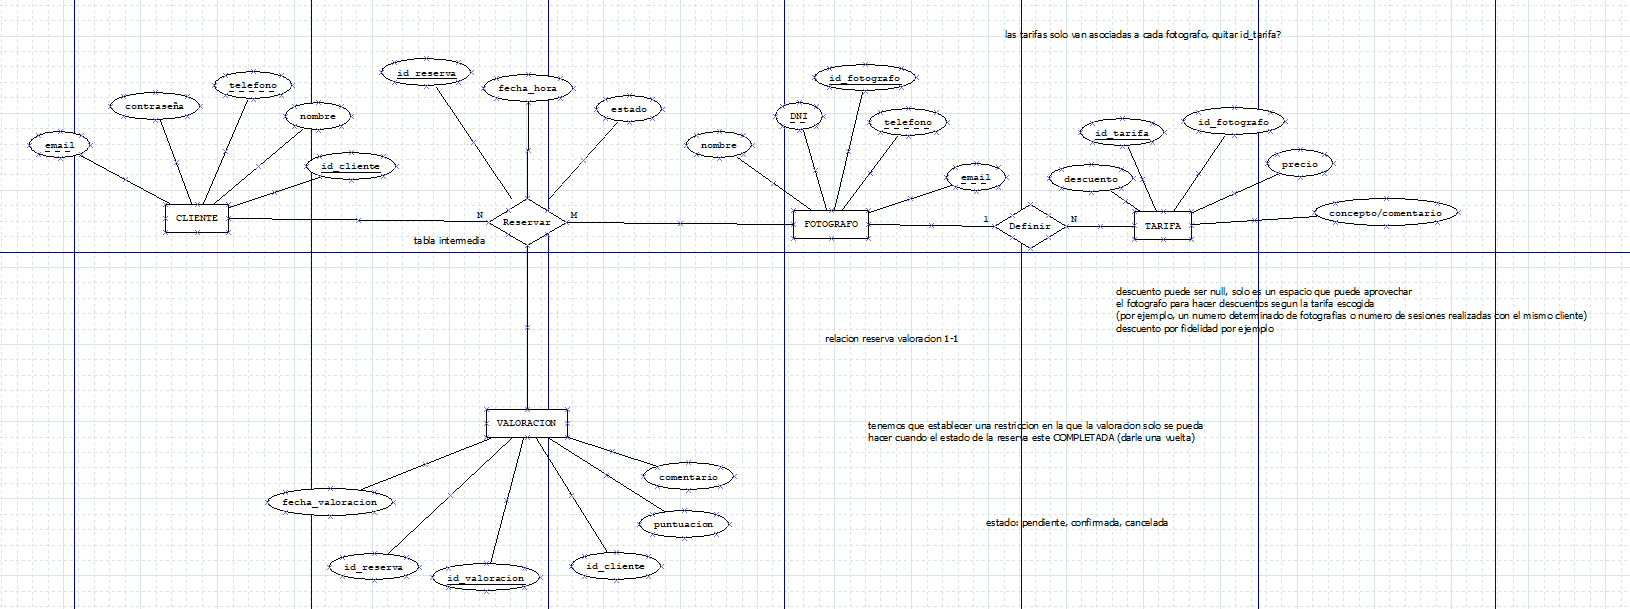 las tarifas solo van asociadas a cada fotografo, quitar id_tarifa?
id_reserva
id_fotografo
telefono
fecha_hora
contraseña
estado
nombre
DNI
telefono
id_fotografo
id_tarifa
email
nombre
id_cliente
precio
email
descuento
concepto/comentario
CLIENTE
N
Reservar
M
FOTOGRAFO
1
Definir
N
TARIFA
tabla intermedia
descuento puede ser null, solo es un espacio que puede aprovechar
el fotografo para hacer descuentos segun la tarifa escogida
(por ejemplo, un numero determinado de fotografias o numero de sesiones realizadas con el mismo cliente)
descuento por fidelidad por ejemplo
relacion reserva valoracion 1-1
VALORACION
tenemos que establecer una restriccion en la que la valoracion solo se pueda
hacer cuando el estado de la reserva este COMPLETADA (darle una vuelta)
comentario
fecha_valoracion
puntuacion
estado: pendiente, confirmada, cancelada
id_reserva
id_valoracion
id_cliente